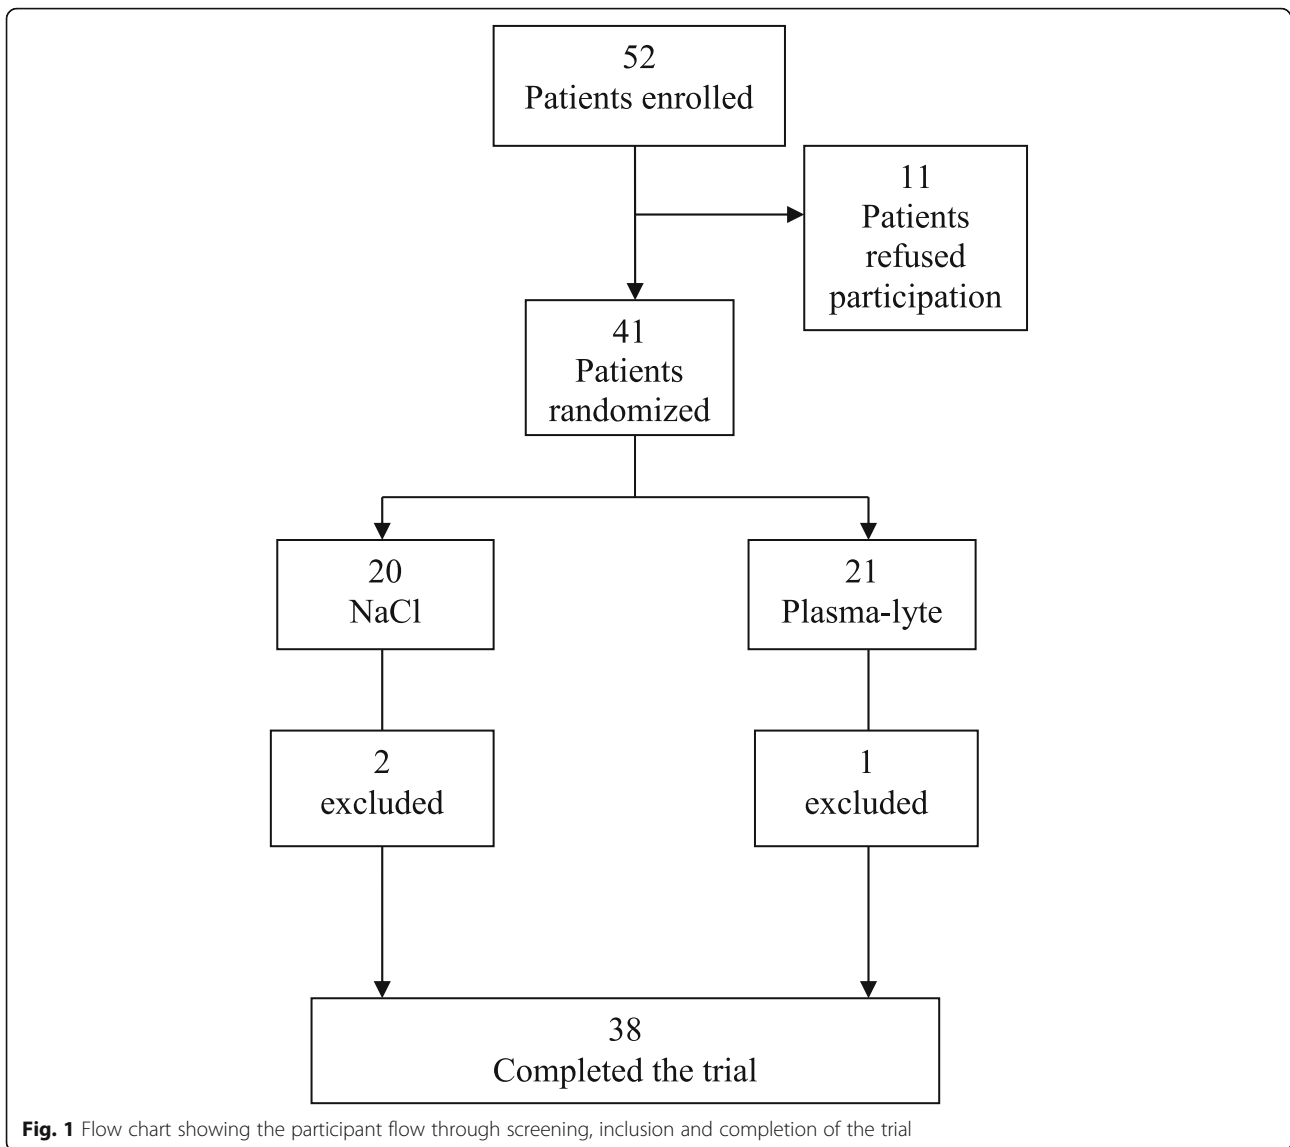 52
Patients enrolled
11
Patients
refused
participation
41
Patients
randomized
20
NaCl
21
Plasma-lyte
2
excluded
1
excluded
38
Completed the trial
Fig. 1 Flow chart showing the participant flow through screening, inclusion and completion of the trial